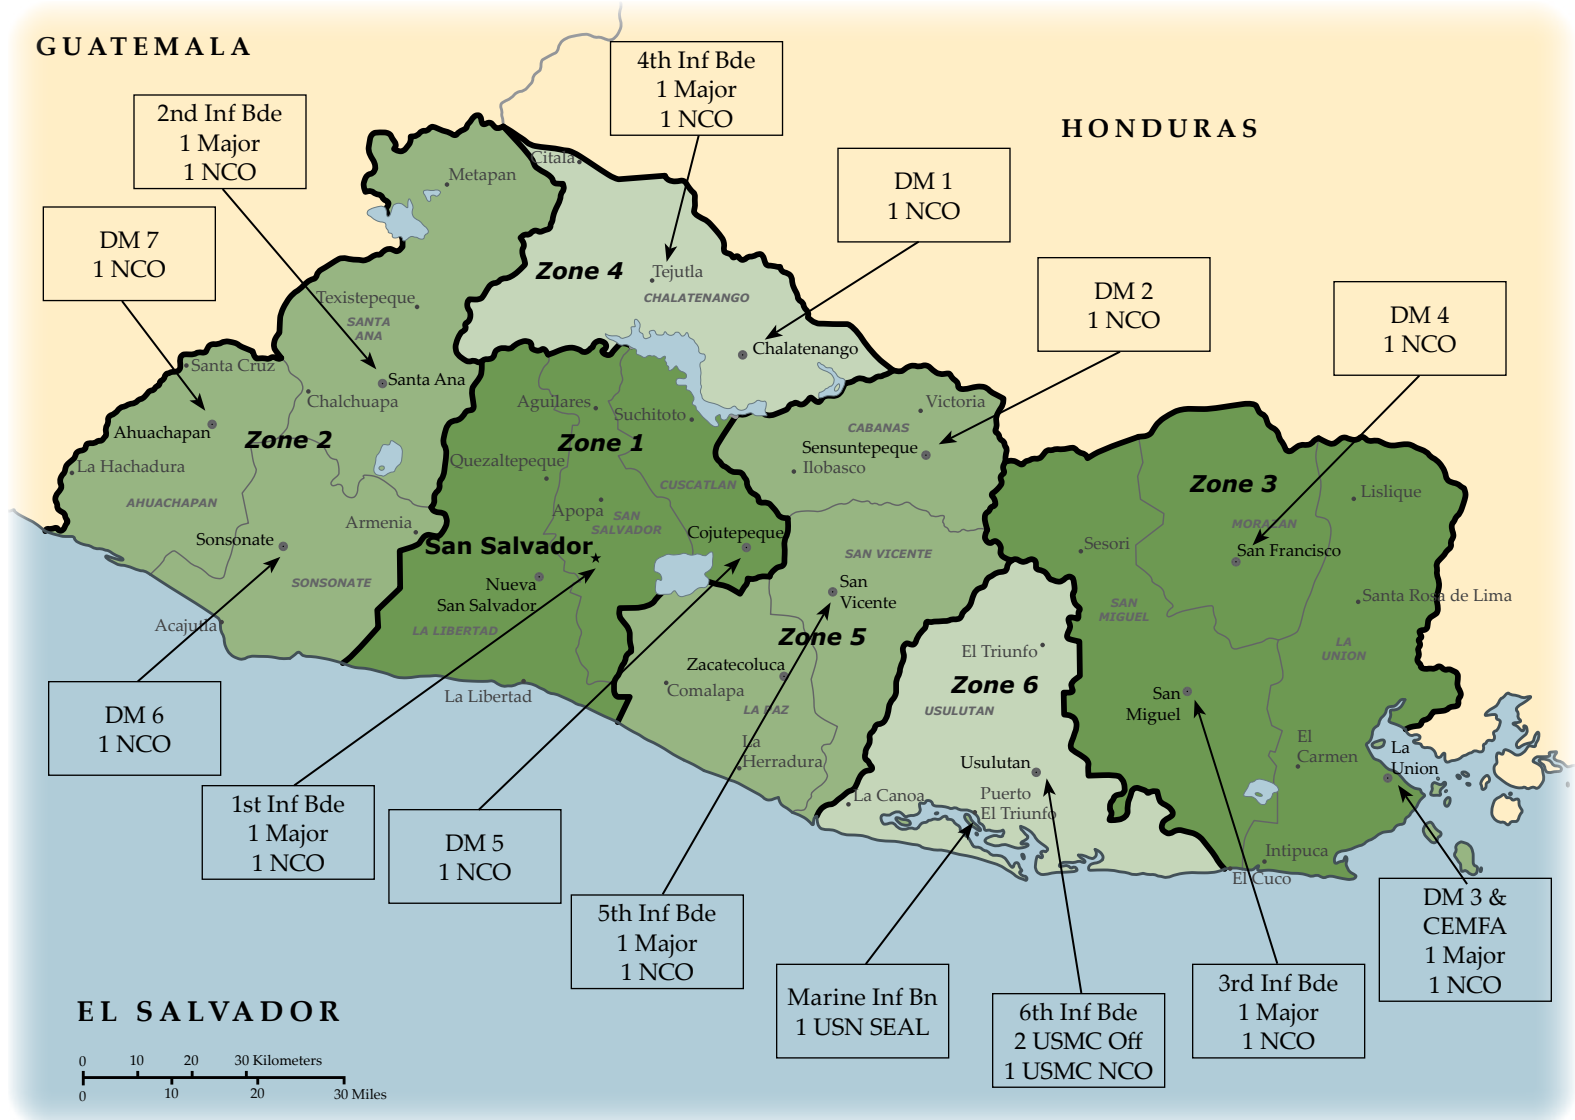 GUATEMALA
HONDURAS
4th Inf Bde
1 Major
1 NCO
2nd Inf Bde
1 Major
1 NCO
DM 1
1 NCO
DM 7
1 NCO
DM 2
1 NCO
DM 4
1 NCO
Citala
Metapan
Zone 4
Tejutla
CHALATENANGO
Texistepeque
SANTA
ANA
Chalatenango
Santa Cruz
Santa Ana
Chalchuapa
Aguilares
Suchitoto
Victoria
Ahuachapan
Zone 2
Zone 1
CABANAS
Sensuntepeque
Ilobasco
La Hachadura
Quezaltepeque
CUSCATLAN
Zone 3
Lislique
AHUACHAPAN
Armenia
Apopa
SAN
SALVADOR
MORAZAN
Sonsonate
San Salvador
Cojutepeque
SAN VICENTE
Sesori
San Francisco
SONSONATE
Nueva
San Salvador
San
Vicente
SAN
MIGUEL
Santa Rosa de Lima
Acajutla
LA LIBERTAD
Zone 5
El Triunfo
LA
UNION
La Libertad
Zacatecoluca
Comalapa
LA PAZ
Zone 6
USULUTAN
San
Miguel
La
Herradura
Usulutan
El
Carmen
La
Union
La Canoa
Puerto
El Triunfo
Intipuca
El Cuco
DM 6
1 NCO
1st Inf Bde
1 Major
1 NCO
DM 5
1 NCO
5th Inf Bde
1 Major
1 NCO
Marine Inf Bn
1 USN SEAL
6th Inf Bde
2 USMC Off
1 USMC NCO
3rd Inf Bde
1 Major
1 NCO
DM 3 &
CEMFA
1 Major
1 NCO
EL SALVADOR
0 10 20 30 Kilometers
0 10 20 30 Miles